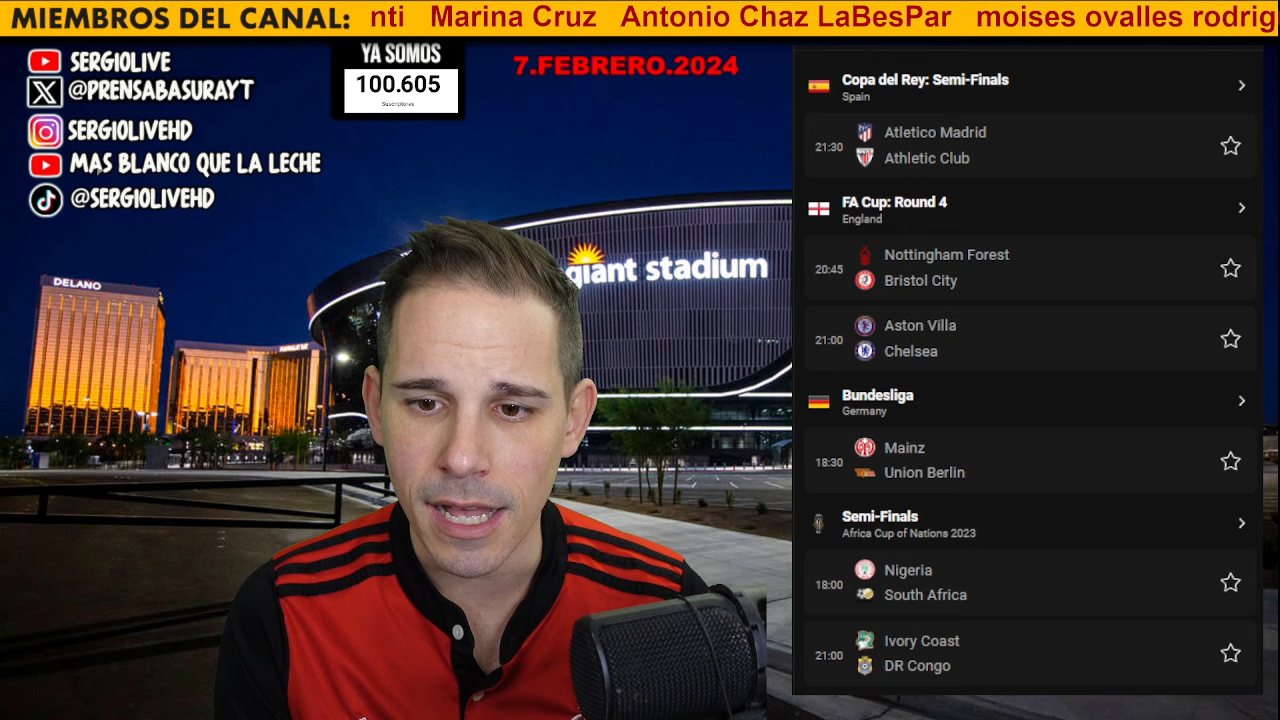 MIEMBROS DEL CANAL: nti Marina Cruz Antonio Chaz LaBesPar moises ovalles rodrig
SERGIOLIVE
@PRENSABASURAYT
SERGIOLIVEHD
MAS BLANCO QUE LA LECHE
@SERGIOLIVEHD
YA SOMOS
100.605
Suscriptores
7.FEBRERO.2024
DELANO
giant stadium
Copa del Rey: Semi-Finals
Spain
21:30
Atletico Madrid
Athletic Club
FA Cup: Round 4
England
20:45
Nottingham Forest
Bristol City
21:00
Aston Villa
Chelsea
Bundesliga
Germany
18:30
Mainz
Union Berlin
Semi-Finals
Africa Cup of Nations 2023
18:00
Nigeria
South Africa
21:00
Ivory Coast
DR Congo